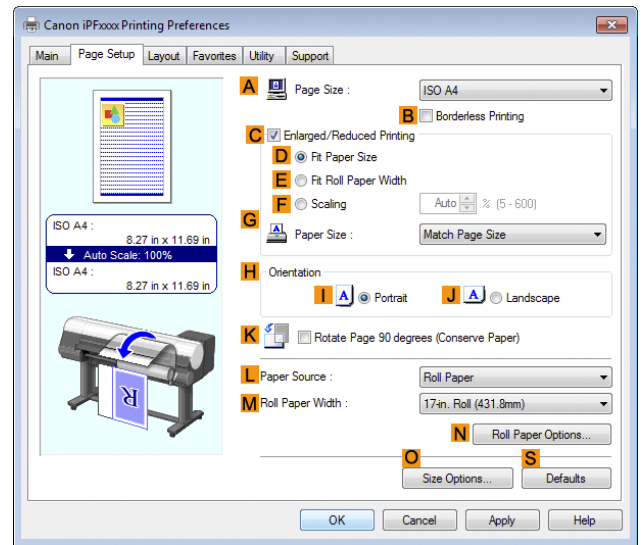 Canon iPFxxxx Printing Preferences
Main Page Setup Layout Favorites Utility Support
A Page Size : ISO A4
B Borderless Printing
C Enlarged/Reduced Printing
D Fit Paper Size
E Fit Roll Paper Width
F Scaling Auto % (5 - 600)
G Paper Size : Match Page Size
ISO A4 :
8.27 in x 11.69 in
Auto Scale: 100%
ISO A4 :
8.27 in x 11.69 in
H Orientation
I A Portrait J A Landscape
K Rotate Page 90 degrees (Conserve Paper)
R
L Paper Source : Roll Paper
M Roll Paper Width : 17-in. Roll (431.8mm)
N Roll Paper Options...
O Size Options... S Defaults
OK Cancel Apply Help